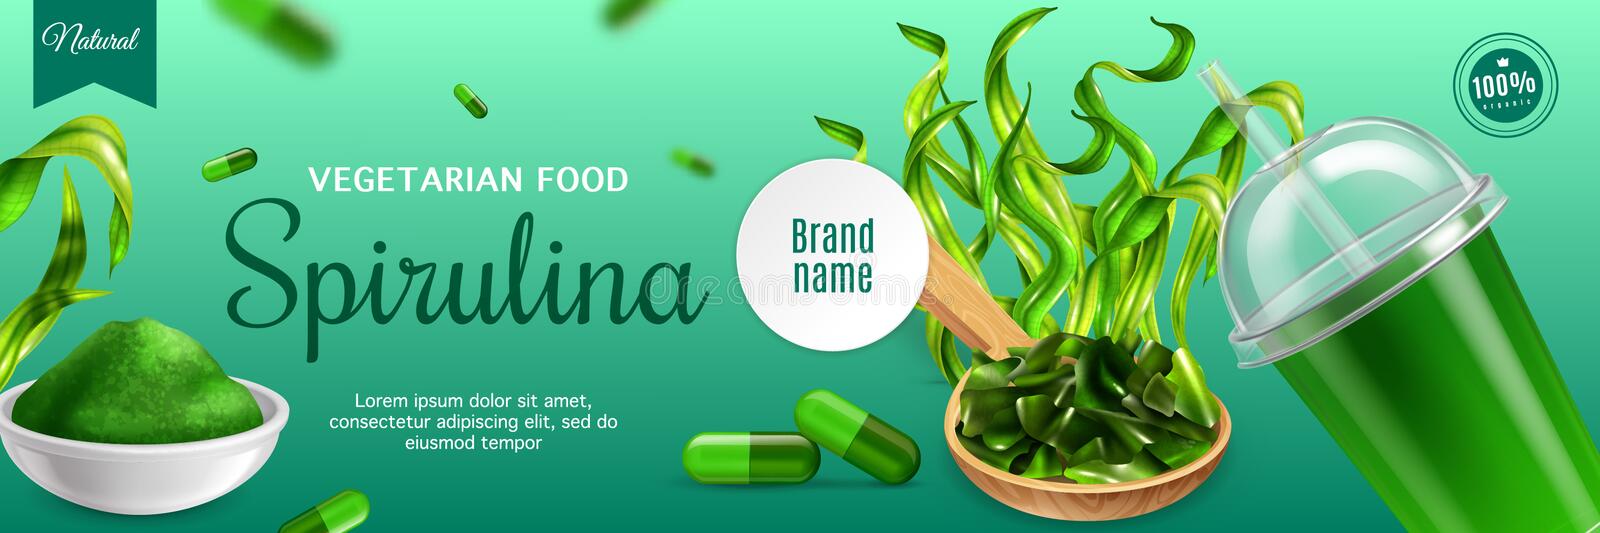 Natural
100%
organic
VEGETARIAN FOOD
Spirulina
Brand
name
Lorem ipsum dolor sit amet,
consectetur adipiscing elit, sed do
eiusmod tempor